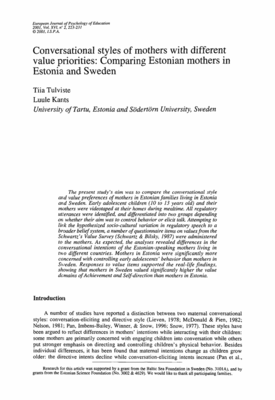 European Journal of Psychology of Education
2001, Vol. XVI, nº 2, 223-231
© 2001, I.S.P.A.
Conversational styles of mothers with different
value priorities: Comparing Estonian mothers in
Estonia and Sweden
Tiia Tulviste
Luule Kants
University of Tartu, Estonia and Södertörn University, Sweden
The present study's aim was to compare the conversational style
and value preferences of mothers in Estonian families living in Estonia
and Sweden. Early adolescent children (10 to 13 years old) and their
mothers were videotaped at their homes during mealtime. All regulatory
utterances were identified, and differentiated into two groups depending
on whether their aim was to control behavior or elicit talk. Attempting to
link the hypothesized socio-cultural variation in regulatory speech to a
broader belief system, a number of questionnaire items on values from the
Schwartz's Value Survey (Schwartz & Bilsky, 1987) were administered
to the mothers. As expected, the analyses revealed differences in the
conversational intentions of the Estonian-speaking mothers living in
two different countries. Mothers in Estonia were significantly more
concerned with controlling early adolescents' behavior than mothers in
Sweden. Responses to value items supported the real-life findings,
showing that mothers in Sweden valued significantly higher the value
domains of Achievement and Self-direction than mothers in Estonia.
Introduction
A number of studies have reported a distinction between two maternal conversational
styles: conversation-eliciting and directive style (Lieven, 1978; McDonald & Pien, 1982;
Nelson, 1981; Pan, Imbens-Bailey, Winner, & Snow, 1996; Snow, 1977). These styles have
been argued to reflect differences in mothers' intentions while interacting with their children:
some mothers are primarily concerned with engaging children into conversation while others
put stronger emphasis on directing and controlling children's physical behavior. Besides
individual differences, it has been found that maternal intentions change as children grow
older: the directive intents decline while conversation-eliciting intents increase (Pan et al.,
Research for this article was supported by a grant from the Baltic Sea Foundation in Sweden (No. 3101A), and by
grants from the Estonian Science Foundation (No. 3002 & 4029). We would like to thank all participating families.